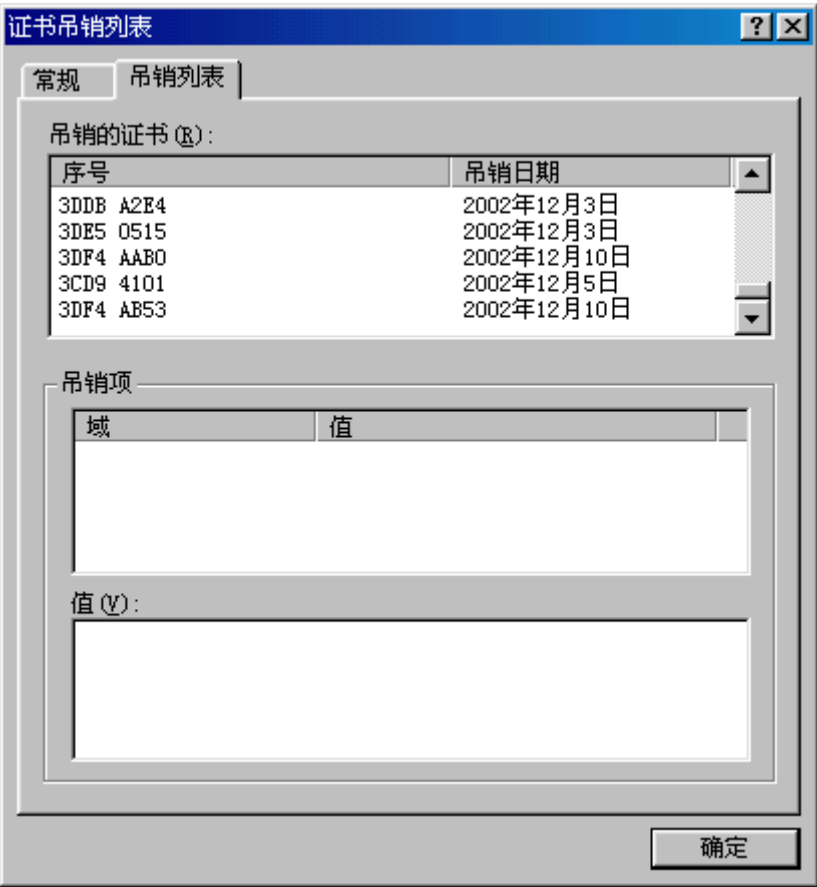 证书吊销列表
常规 吊销列表
吊销的证书(R):
序号 吊销日期
3DDB A2E4 2002年12月3日
3DE5 0515 2002年12月3日
3DF4 AAB0 2002年12月10日
3CD9 4101 2002年12月5日
3DF4 AB53 2002年12月10日
吊销项
域 值
值(V):
确定